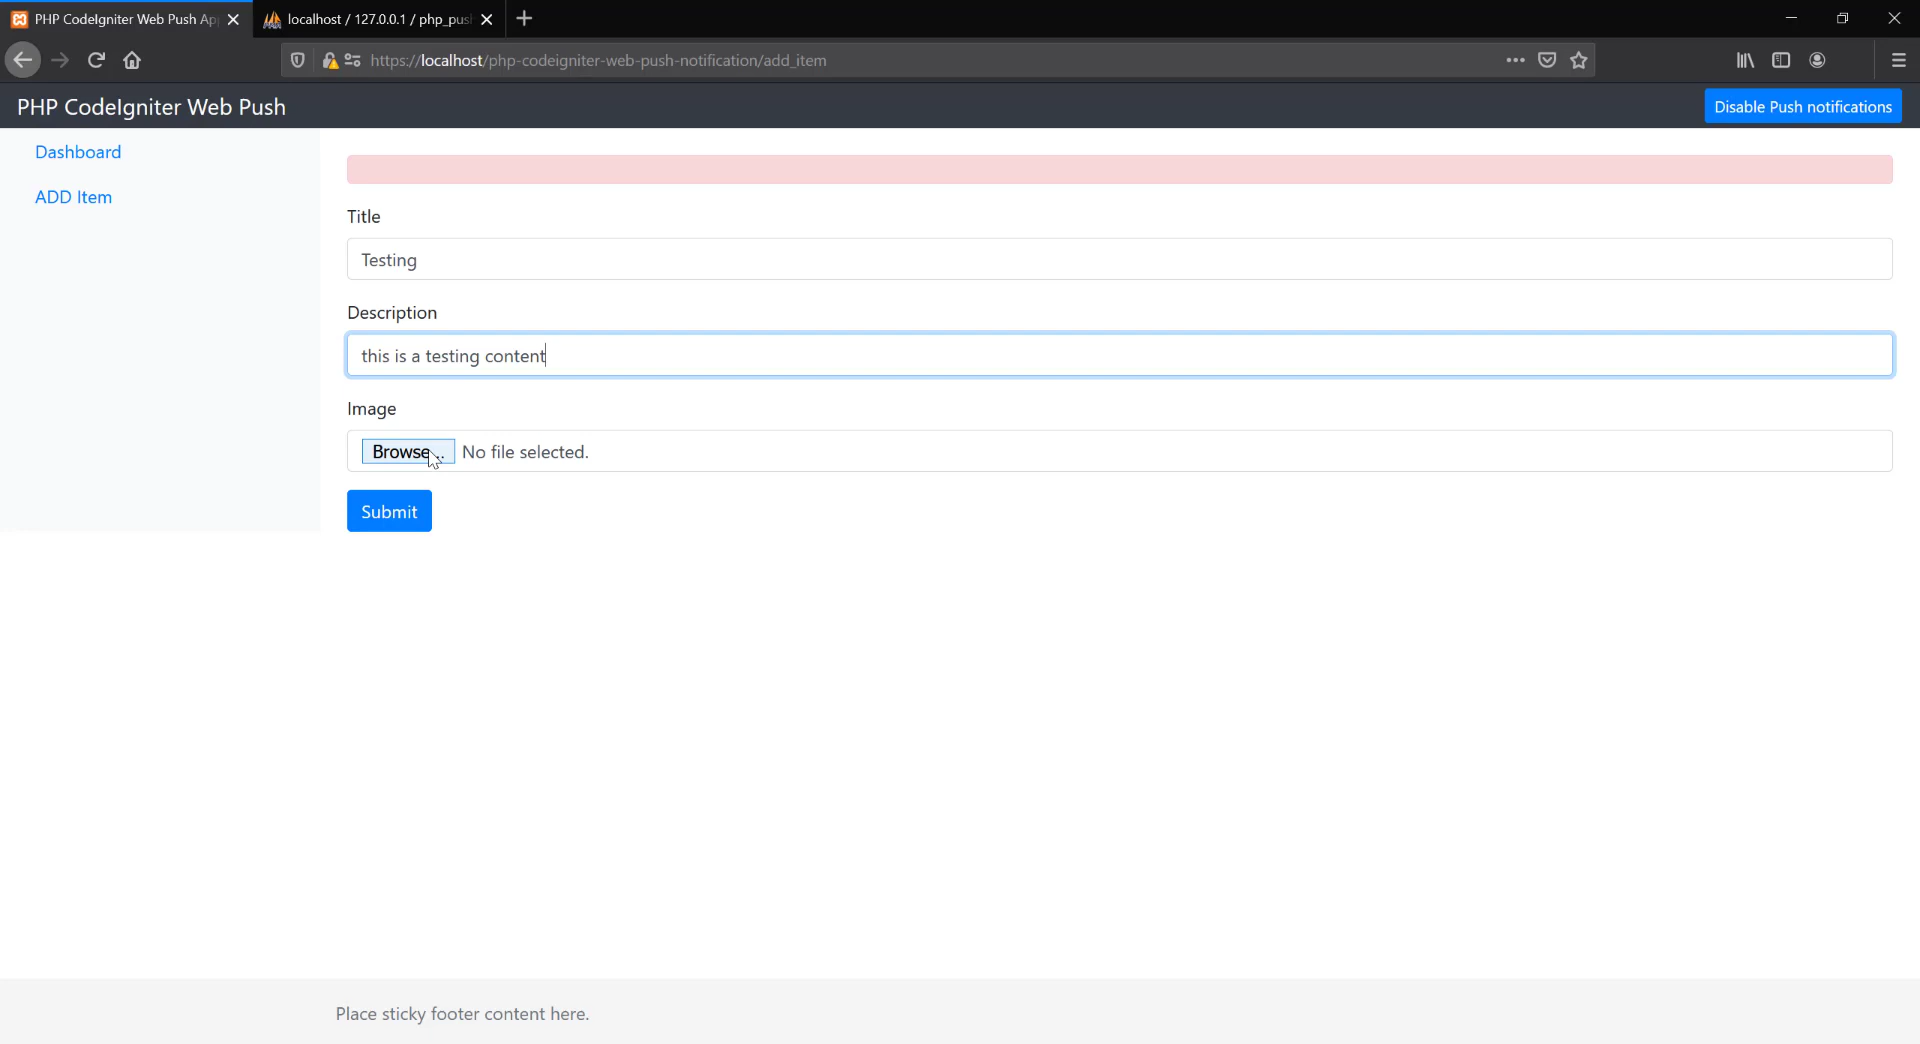 PHP CodeIgniter Web Push Ap
localhost / 127.0.0.1 / php_pus
https://localhost/php-codeigniter-web-push-notification/add_item
PHP CodeIgniter Web Push
Disable Push notifications
Dashboard
ADD Item
Title
Testing
Description
this is a testing content
Image
Browse... No file selected.
Submit
Place sticky footer content here.